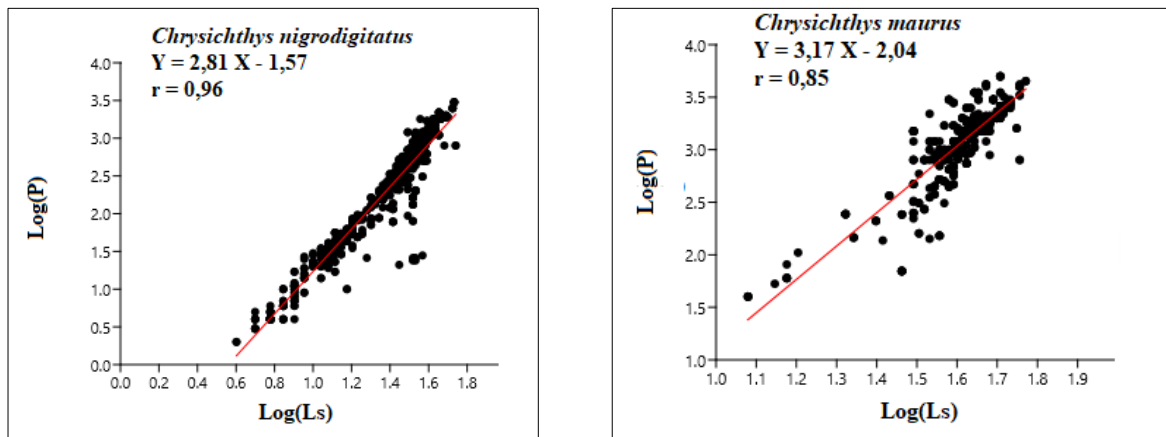 Chrysichthys nigrodigitatus
Y = 2,81 X - 1,57
r = 0,96
4.0
3.5
3.0
2.5
2.0
1.5
1.0
0.5
0.0
Log(P)
0.0 0.2 0.4 0.6 0.8 1.0 1.2 1.4 1.6 1.8
Log(Ls)
Chrysichthys maurus
Y = 3,17 X - 2,04
r = 0,85
4.0
3.5
3.0
2.5
2.0
1.5
1.0
Log(P)
1.0 1.1 1.2 1.3 1.4 1.5 1.6 1.7 1.8 1.9
Log(Ls)